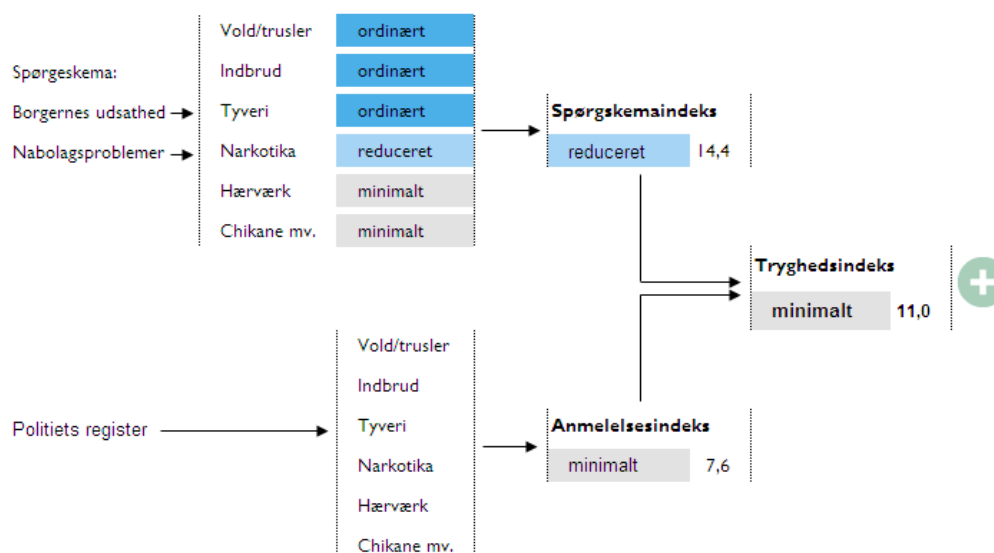 Spørgeskema:
Borgernes udsathed
Nabolagsproblemer
Vold/trusler ordinært
Indbrud ordinært
Tyveri ordinært
Narkotika reduceret
Hærværk minimalt
Chikane mv. minimalt
Spørgskemaindeks
reduceret 14,4
Tryghedsindeks
minimalt 11,0
Politiets register
Vold/trusler
Indbrud
Tyveri
Narkotika
Hærværk
Chikane mv.
Anmelelsesindeks
minimalt 7,6